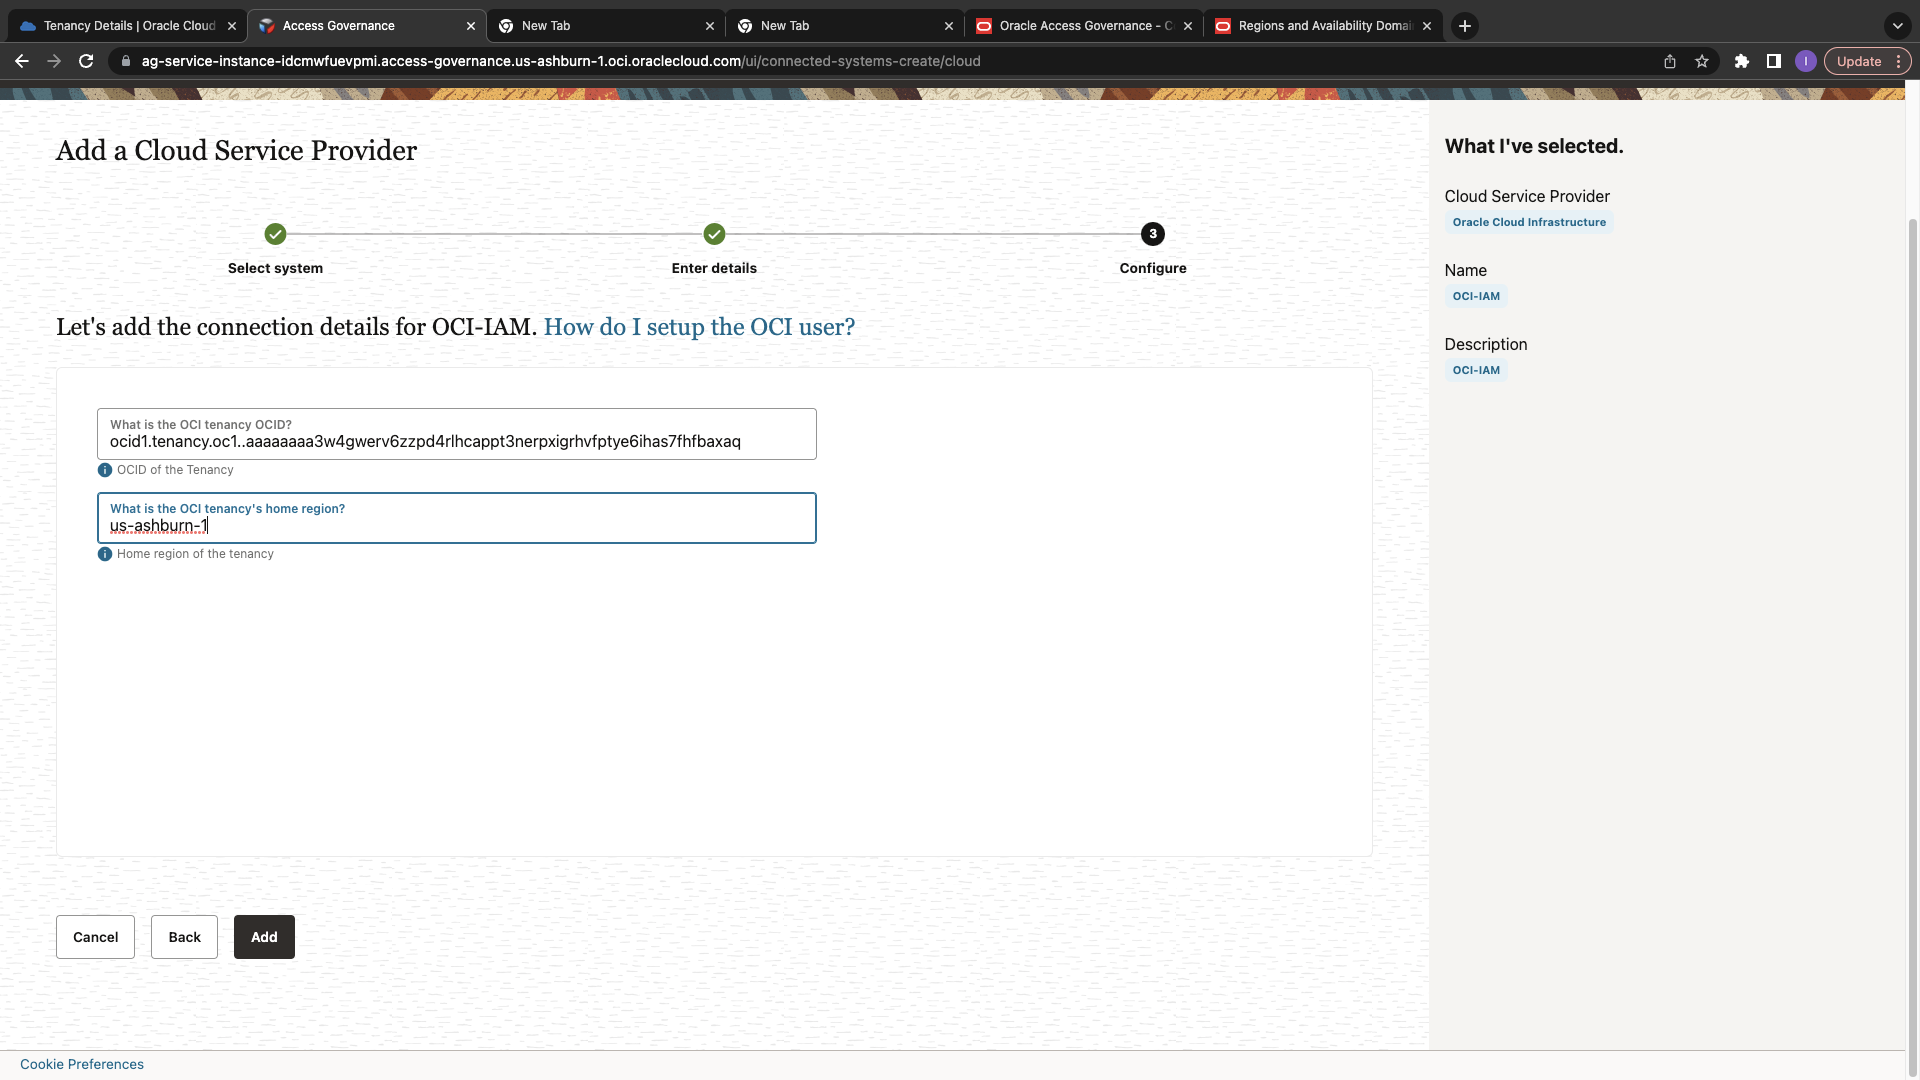 Tenancy Details | Oracle Cloud
Access Governance
New Tab
New Tab
Oracle Access Governance - C
Regions and Availability Domai
ag-service-instance-idcmwfuevpmi.access-governance.us-ashburn-1.oci.oraclecloud.com/ui/connected-systems-create/cloud
I
Update
Add a Cloud Service Provider
3
Select system
Enter details
Configure
Let's add the connection details for OCI-IAM. How do I setup the OCI user?
What is the OCI tenancy OCID?
ocid1.tenancy.oc1..aaaaaaaa3w4gwerv6zzpd4rlhcappt3nerpxigrhvfptye6ihas7fhfbaxaq
OCID of the Tenancy
What is the OCI tenancy's home region?
us-ashburn-1
Home region of the tenancy
Cancel
Back
Add
What I've selected.
Cloud Service Provider
Oracle Cloud Infrastructure
Name
OCI-IAM
Description
OCI-IAM
Cookie Preferences